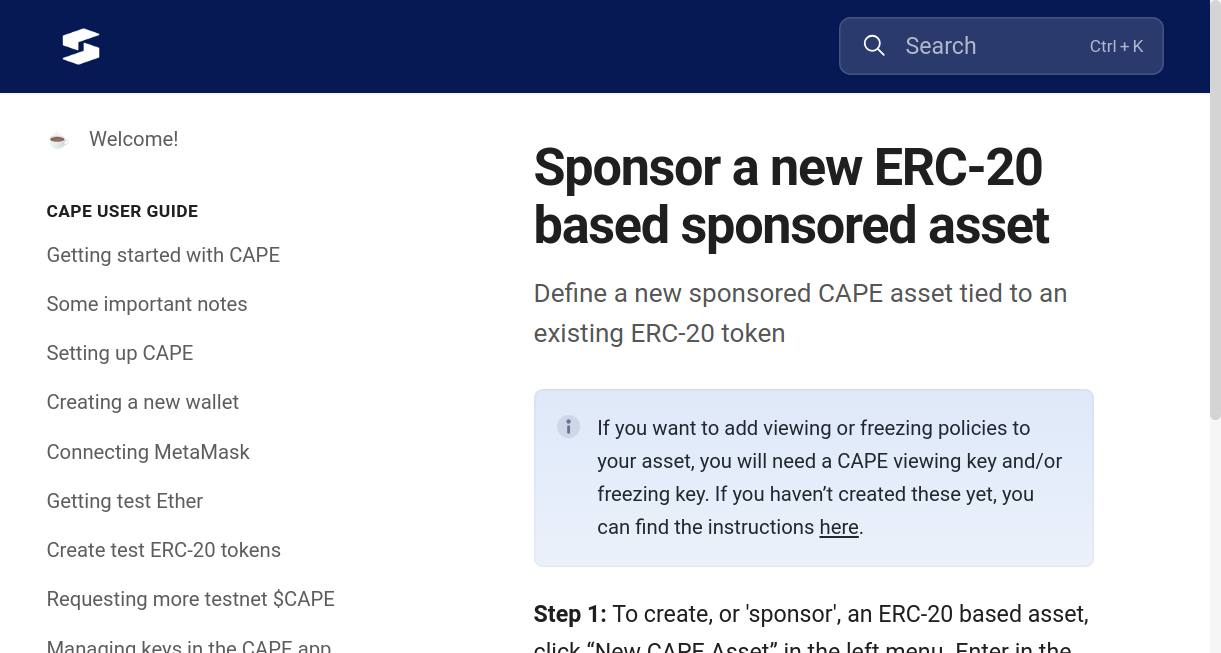 Search
Ctrl + K
Welcome!
CAPE USER GUIDE
Getting started with CAPE
Some important notes
Setting up CAPE
Creating a new wallet
Connecting MetaMask
Getting test Ether
Create test ERC-20 tokens
Requesting more testnet $CAPE
Managing keys in the CAPE app
Sponsor a new ERC-20
based sponsored asset
Define a new sponsored CAPE asset tied to an
existing ERC-20 token
If you want to add viewing or freezing policies to
your asset, you will need a CAPE viewing key and/or
freezing key. If you haven’t created these yet, you
can find the instructions here.
Step 1: To create, or 'sponsor', an ERC-20 based asset,
click “New CAPE Asset” in the left menu. Enter in the